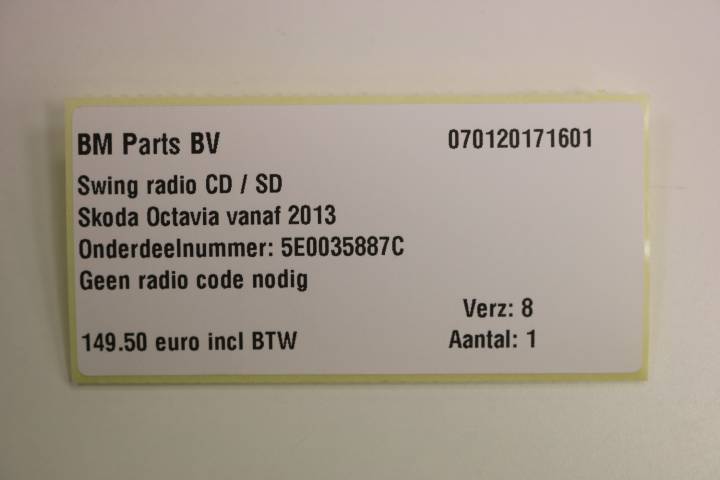 BM Parts BV 070120171601
Swing radio CD / SD
Skoda Octavia vanaf 2013
Onderdeelnummer: 5E0035887C
Geen radio code nodig
Verz: 8
149.50 euro incl BTW Aantal: 1